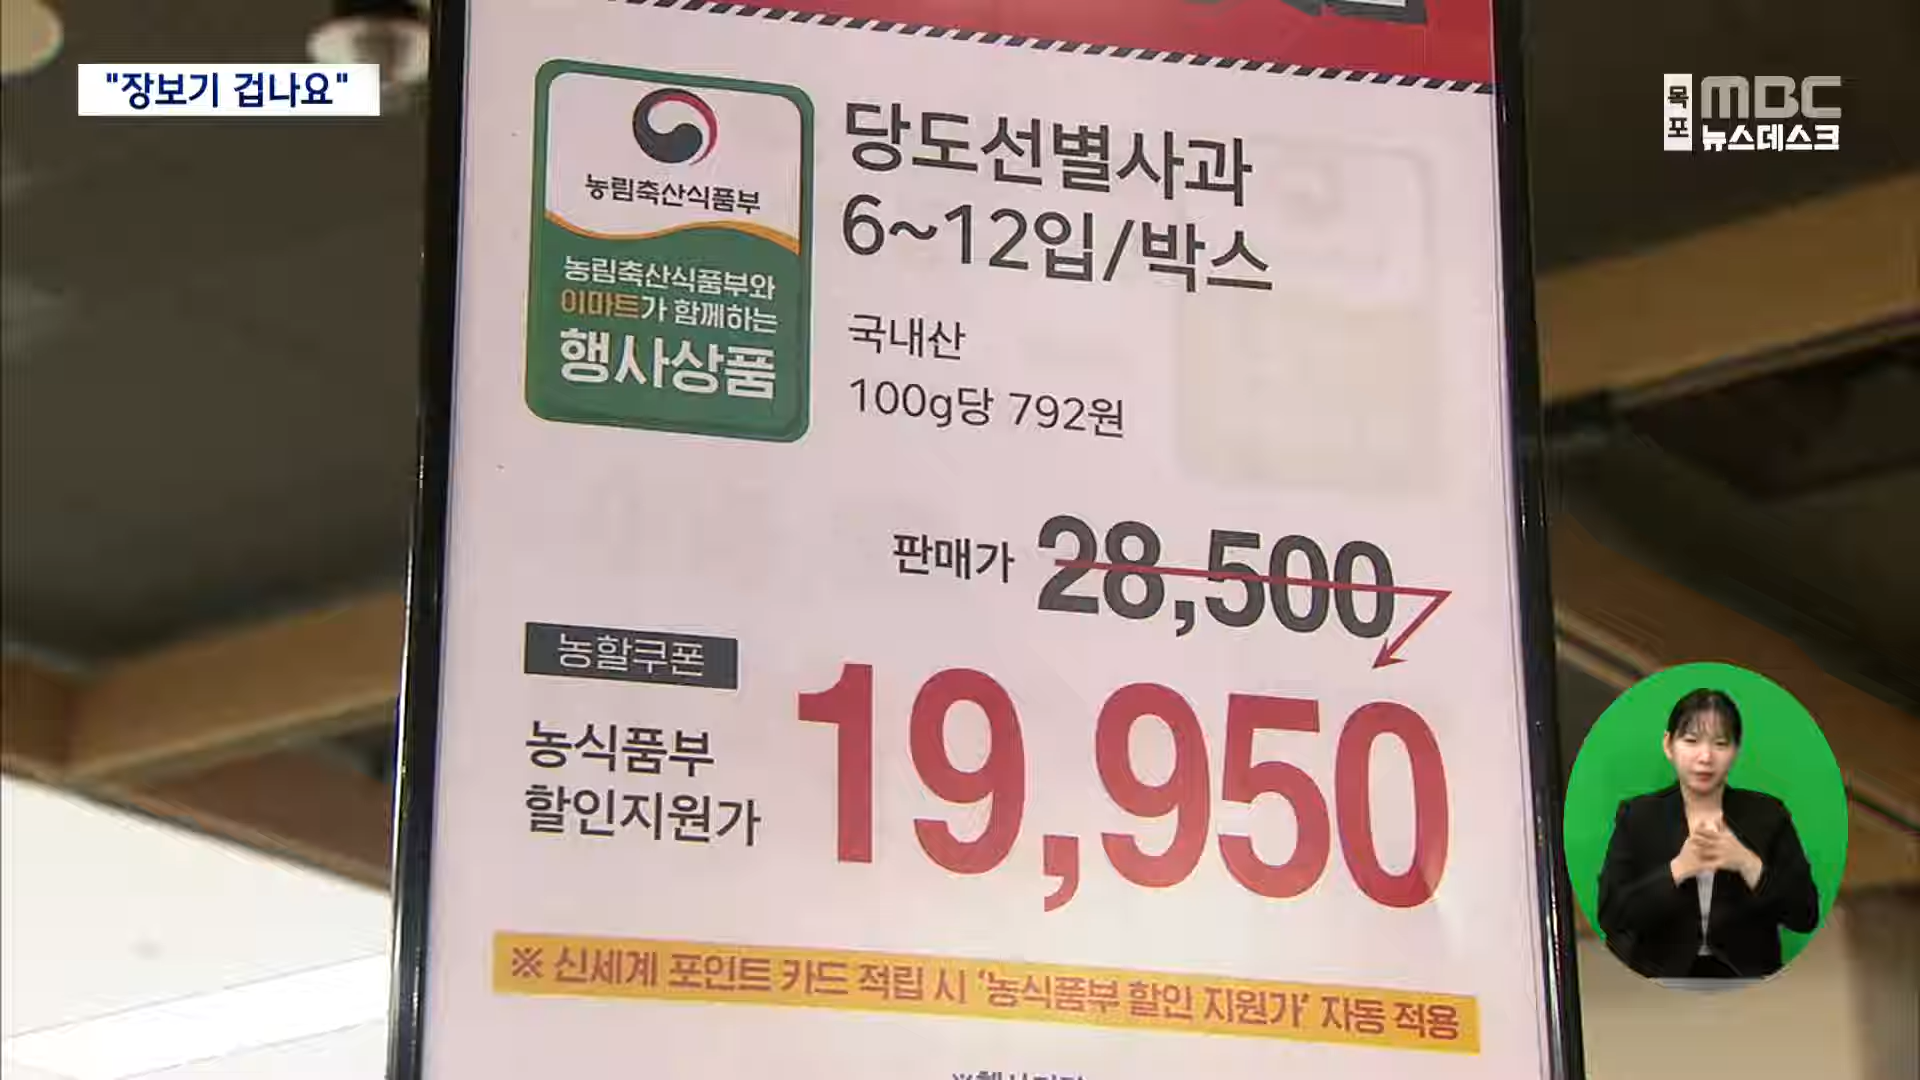 "장보기 겁나요"
목포
MBC
뉴스데스크
농림축산식품부
농림축산식품부와
이마트가 함께하는
행사상품
당도선별사과
6~12입/박스
국내산
100g당 792원
판매가 28,500
농할쿠폰
농식품부
할인지원가
19,950
※ 신세계 포인트 카드 적립 시 '농식품부 할인 지원가' 자동 적용